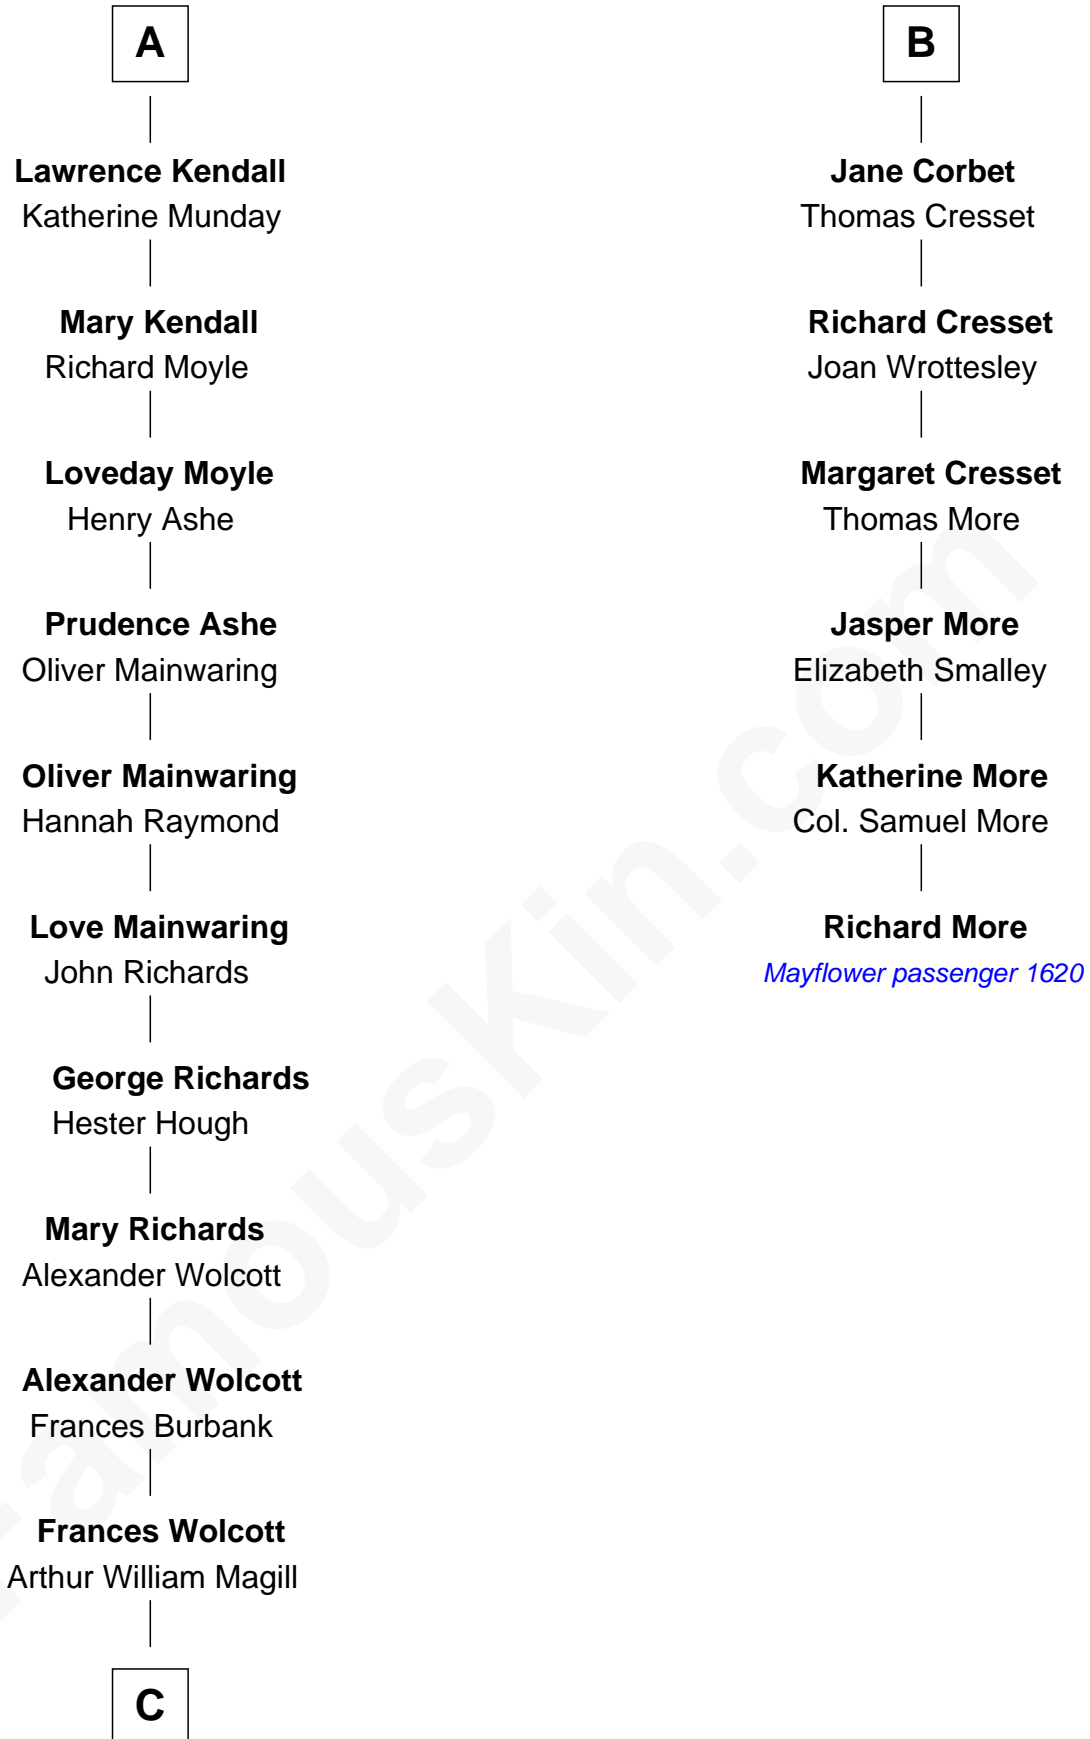 A
Lawrence Kendall
Katherine Munday
Mary Kendall
Richard Moyle
Loveday Moyle
Henry Ashe
Prudence Ashe
Oliver Mainwaring
Oliver Mainwaring
Hannah Raymond
Love Mainwaring
John Richards
George Richards
Hester Hough
Mary Richards
Alexander Wolcott
Alexander Wolcott
Frances Burbank
Frances Wolcott
Arthur William Magill
C
B
Jane Corbet
Thomas Cresset
Richard Cresset
Joan Wrottesley
Margaret Cresset
Thomas More
Jasper More
Elizabeth Smalley
Katherine More
Col. Samuel More
Richard More
Mayflower passenger 1620
FamousKin.com